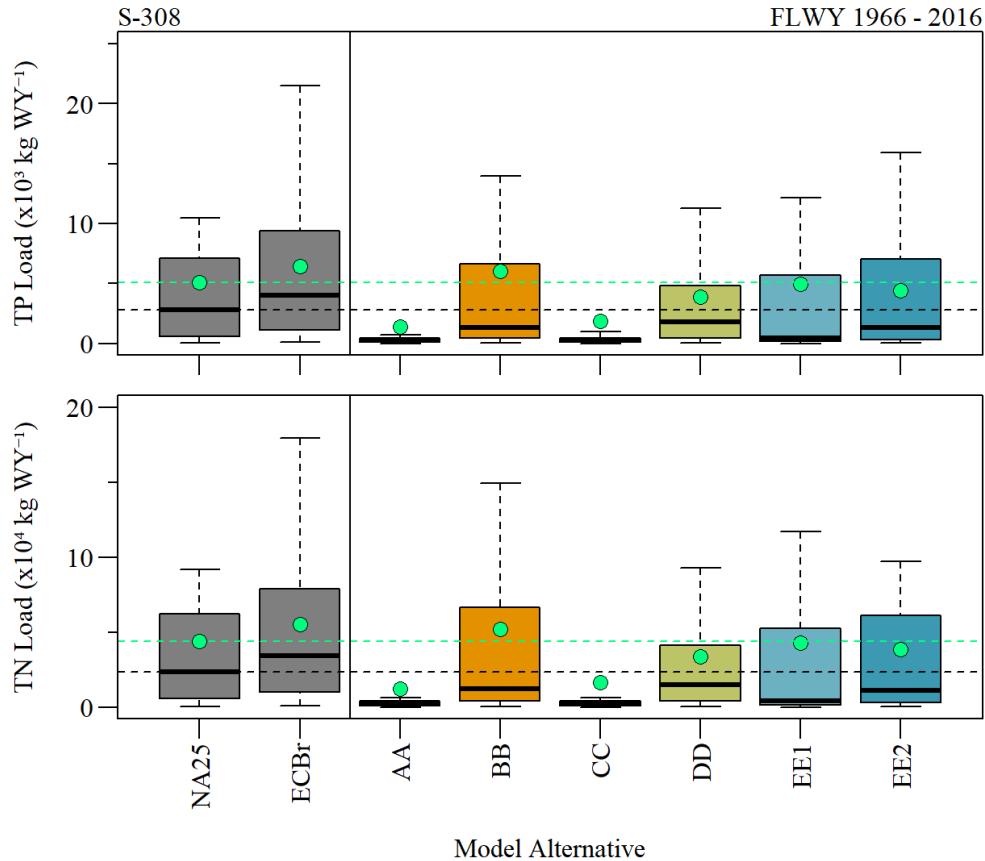 S-308 FLWY 1966 - 2016
TP Load (x10³ kg WY⁻¹)
20
10
0
TN Load (x10⁴ kg WY⁻¹)
20
10
0
NA25 ECBr AA BB CC DD EE1 EE2
Model Alternative